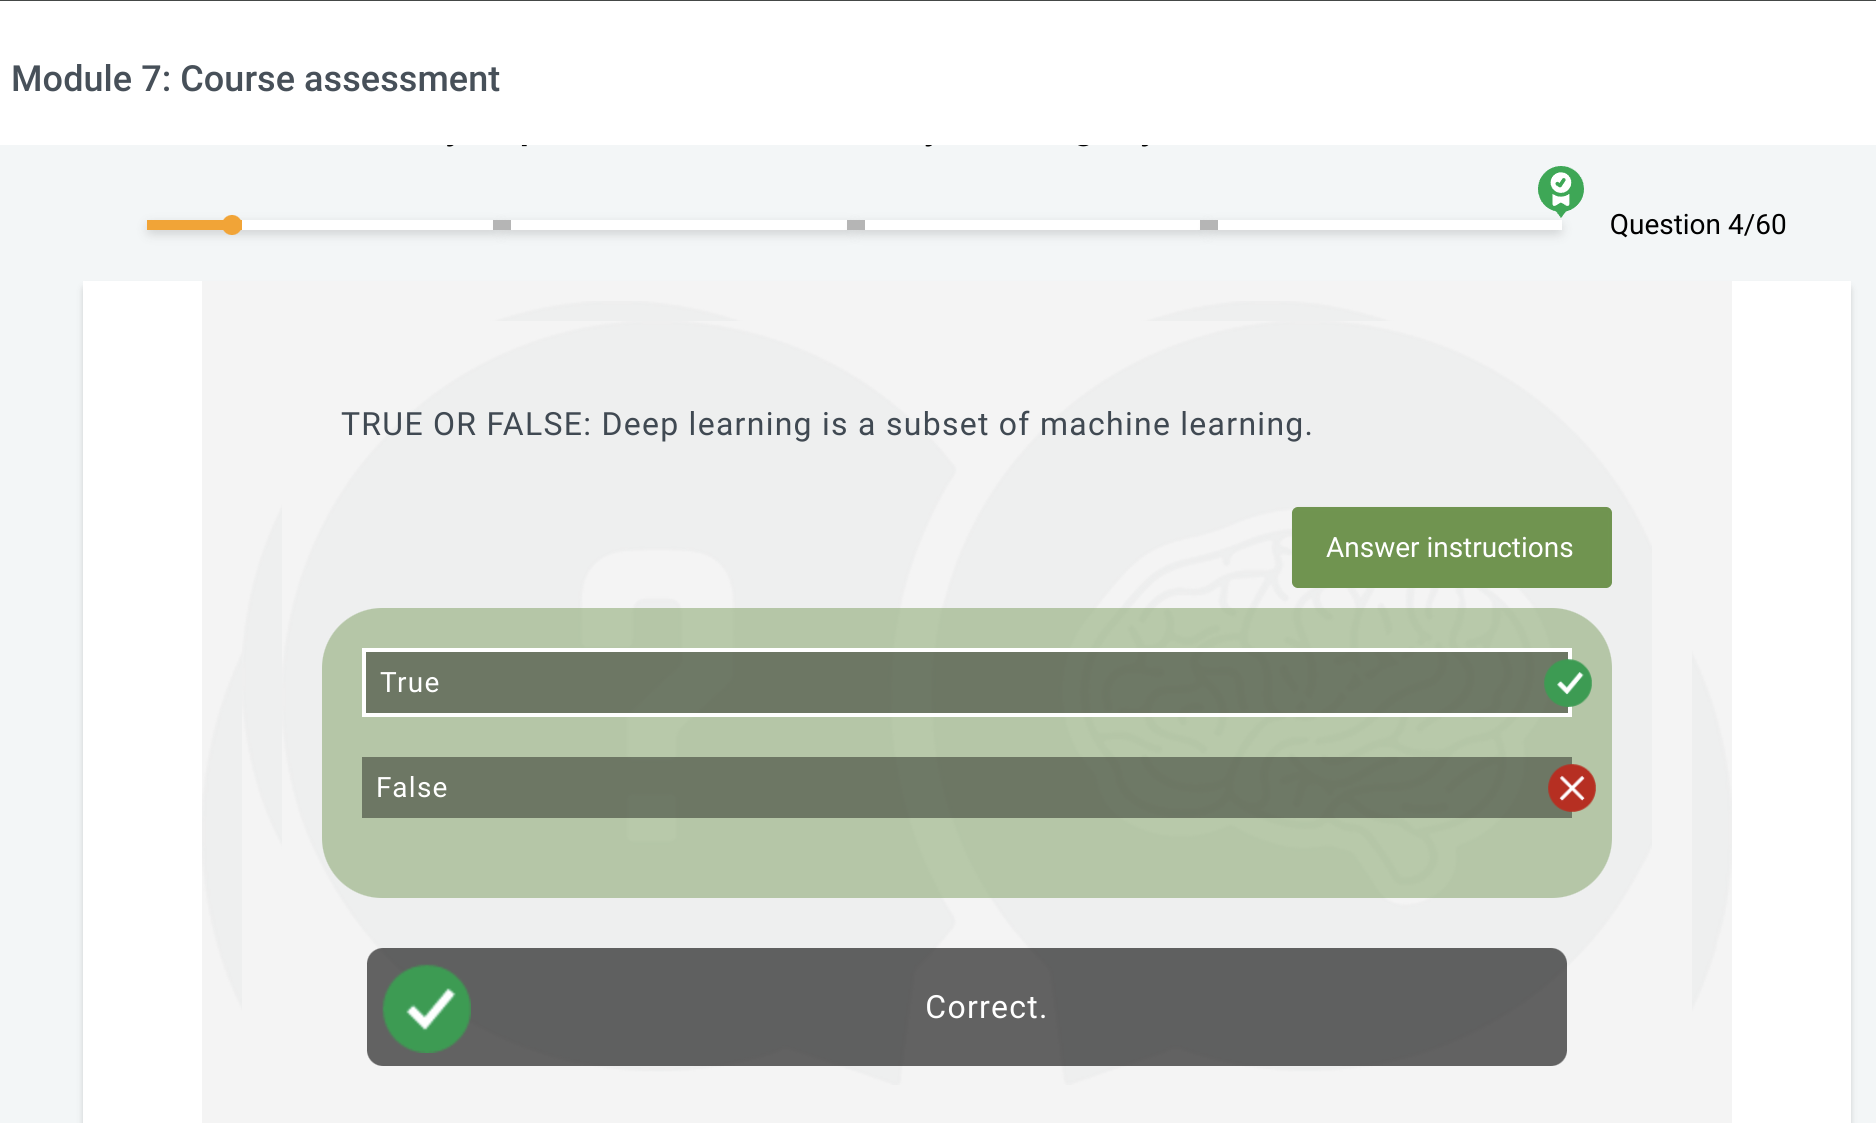 Module 7: Course assessment
Question 4/60
TRUE OR FALSE: Deep learning is a subset of machine learning.
Answer instructions
True
False
Correct.